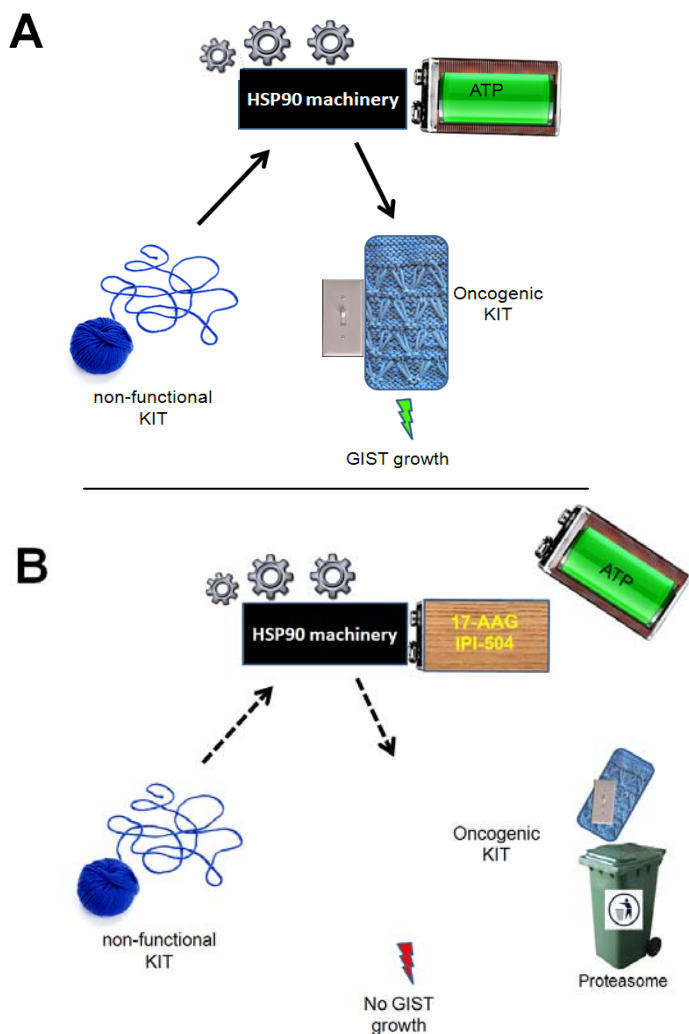 A
HSP90 machinery
ATP
Oncogenic
KIT
non-functional
KIT
GIST growth
B
ATP
HSP90 machinery
17-AAG
IPI-504
Oncogenic
KIT
non-functional
KIT
Proteasome
No GIST
growth